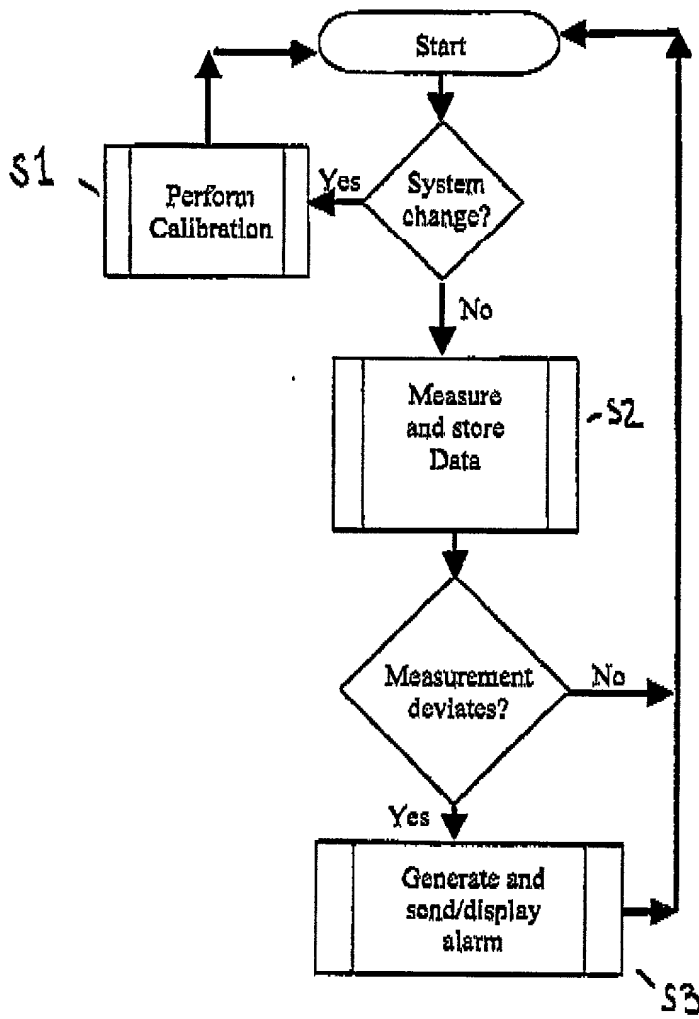 Start
S1
Perform
Calibration
Yes
System
change?
No
Measure
and store
Data
S2
Measurement
deviates?
No
Yes
Generate and
send/display
alarm
S3